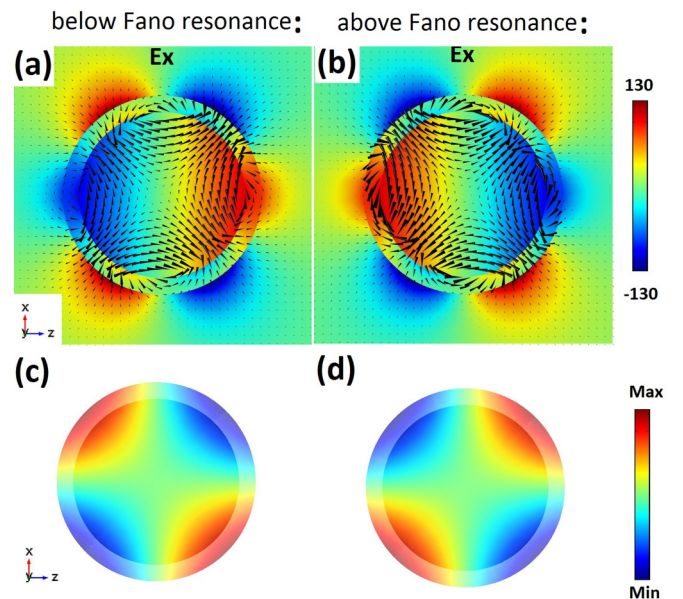 below Fano resonance:
above Fano resonance:
(a)
Ex
(b)
Ex
130
-130
x
y
z
(c)
(d)
Max
Min
x
y
z